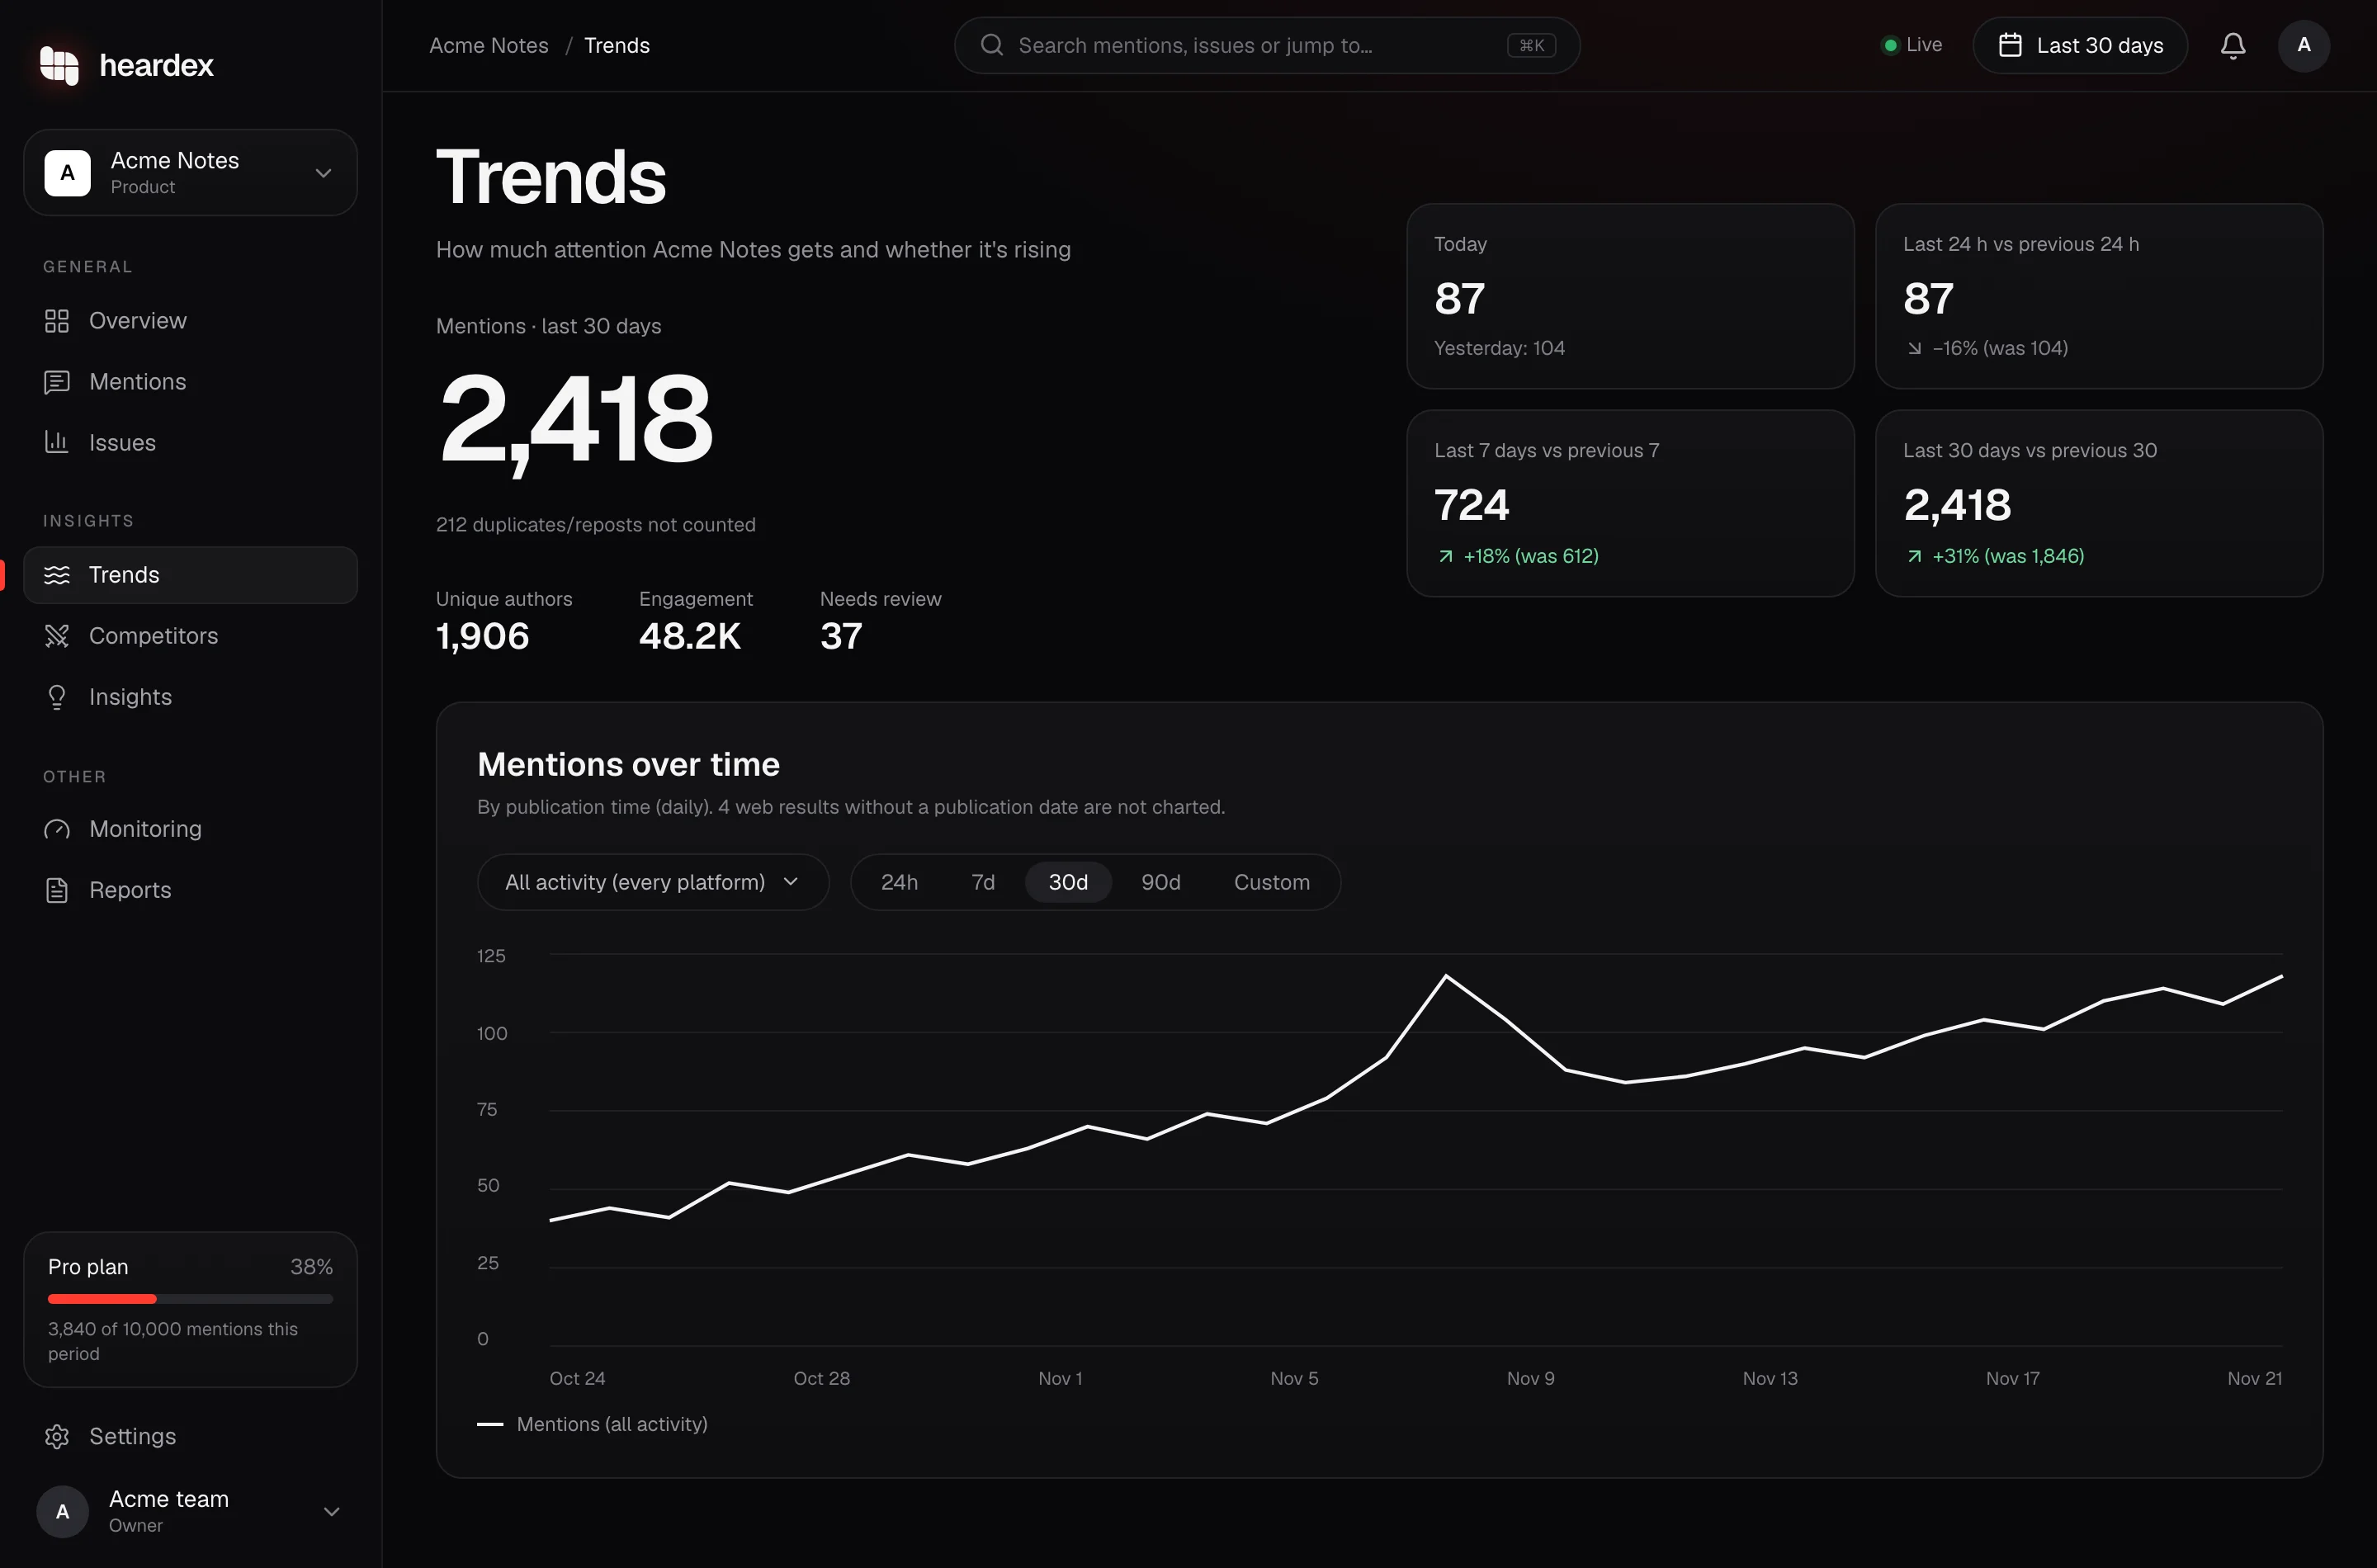 heardex
A
Acme Notes
Product
GENERAL
Overview
Mentions
Issues
INSIGHTS
Trends
Competitors
Insights
OTHER
Monitoring
Reports
Pro plan
38%
3,840 of 10,000 mentions this
period
Settings
A
Acme team
Owner
Acme Notes / Trends
Search mentions, issues or jump to...
⌘K
Live
Last 30 days
A
Trends
How much attention Acme Notes gets and whether it's rising
Mentions · last 30 days
2,418
212 duplicates/reposts not counted
Unique authors
1,906
Engagement
48.2K
Needs review
37
Today
87
Yesterday: 104
Last 24 h vs previous 24 h
87
−16% (was 104)
Last 7 days vs previous 7
724
+18% (was 612)
Last 30 days vs previous 30
2,418
+31% (was 1,846)
Mentions over time
By publication time (daily). 4 web results without a publication date are not charted.
All activity (every platform)
24h
7d
30d
90d
Custom
125
100
75
50
25
0
Oct 24
Oct 28
Nov 1
Nov 5
Nov 9
Nov 13
Nov 17
Nov 21
Mentions (all activity)